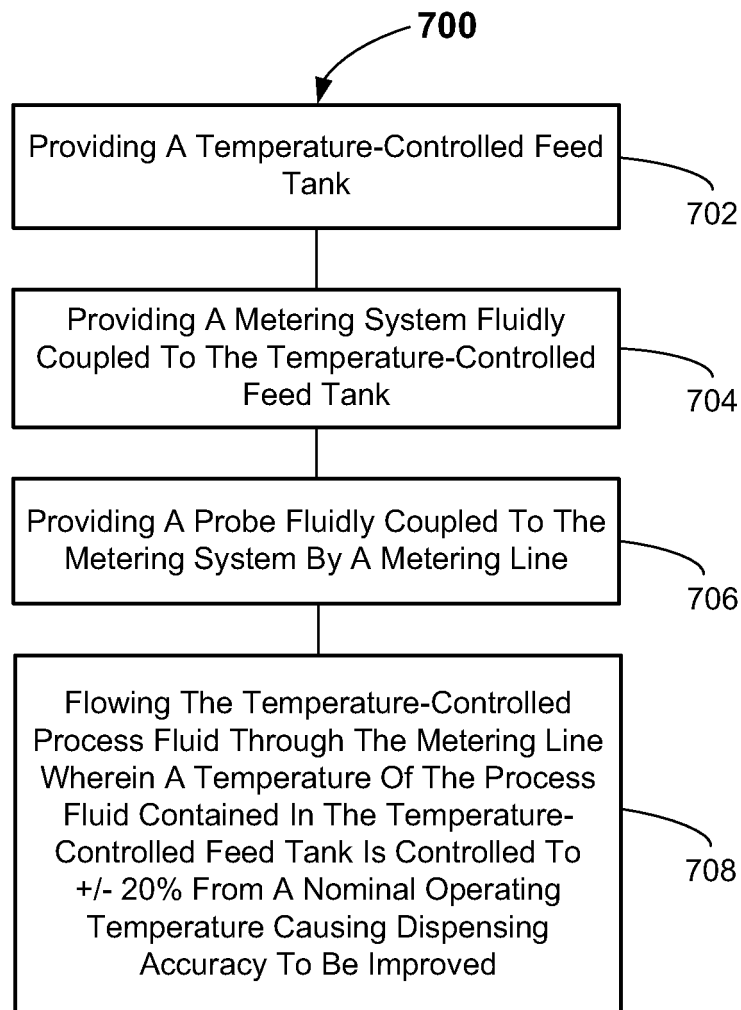 700
Providing A Temperature-Controlled Feed
Tank
702
Providing A Metering System Fluidly
Coupled To The Temperature-Controlled
Feed Tank
704
Providing A Probe Fluidly Coupled To The
Metering System By A Metering Line
706
Flowing The Temperature-Controlled
Process Fluid Through The Metering Line
Wherein A Temperature Of The Process
Fluid Contained In The Temperature-
Controlled Feed Tank Is Controlled To
+/- 20% From A Nominal Operating
Temperature Causing Dispensing
Accuracy To Be Improved
708